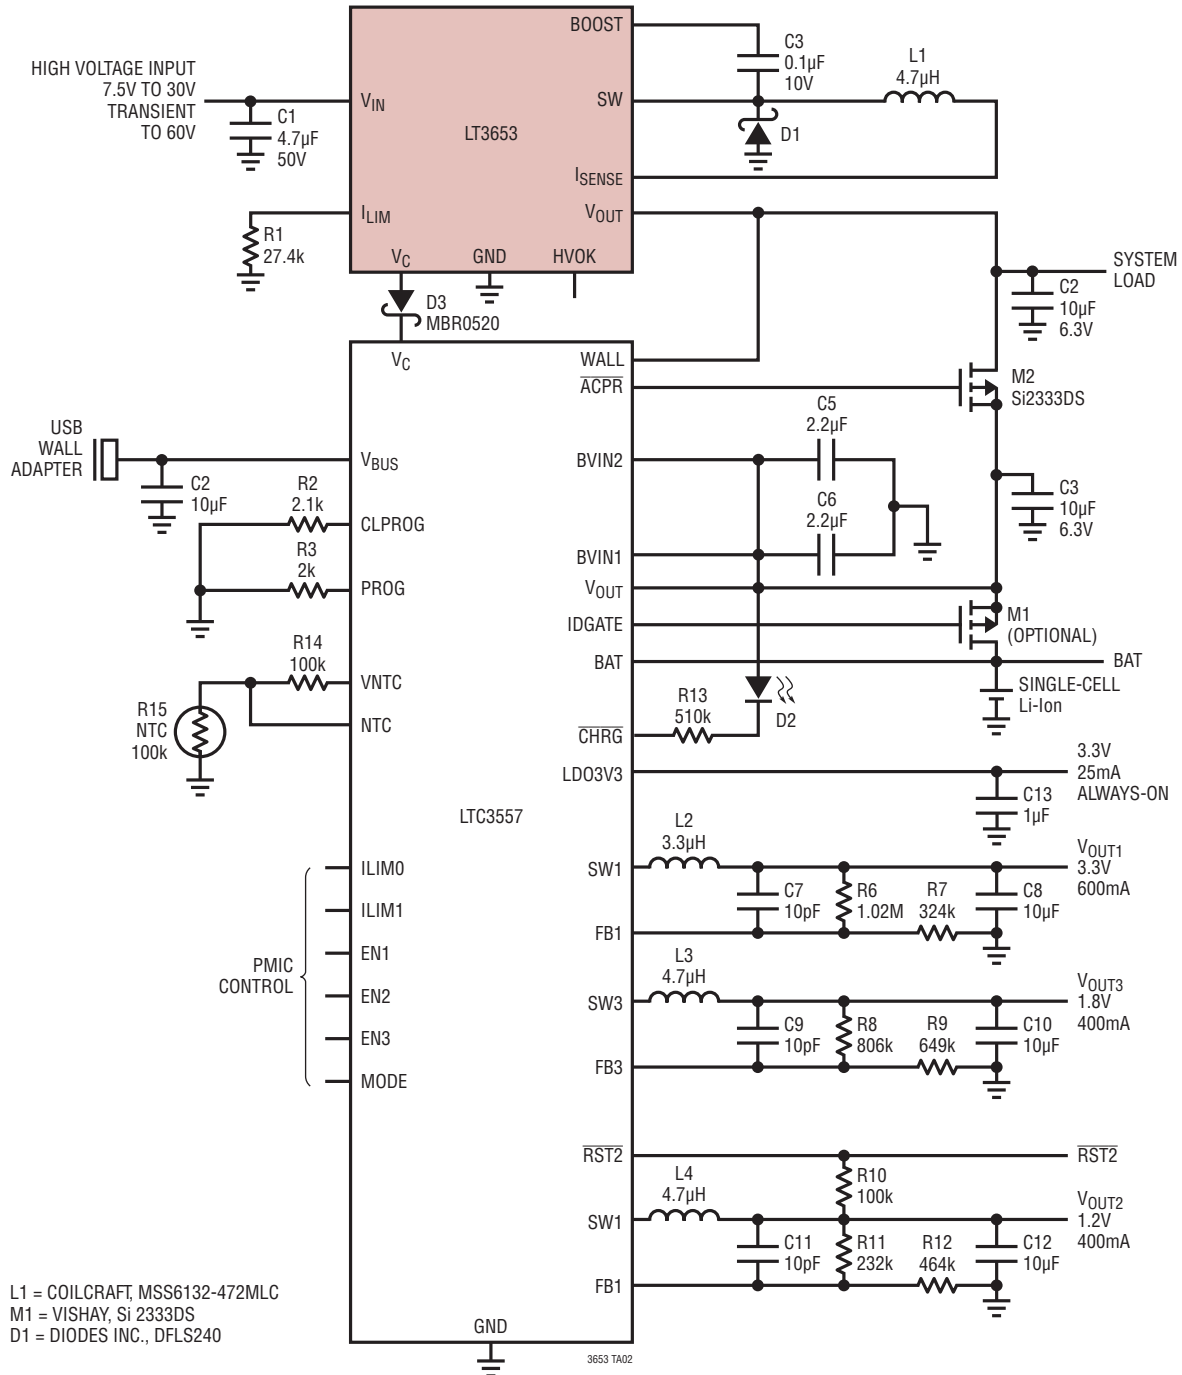 BOOST
C3
0.1µF
10V
L1
4.7µH
HIGH VOLTAGE INPUT
7.5V TO 30V
TRANSIENT
TO 60V
VIN
SW
LT3653
C1
4.7µF
50V
D1
ISENSE
ILIM
VOUT
R1
27.4k
VC
GND
HVOK
SYSTEM
LOAD
C2
10µF
6.3V
D3
MBR0520
VC
WALL
ACPR
M2
Si2333DS
USB
WALL
ADAPTER
VBUS
C2
10µF
BVIN2
C5
2.2µF
C6
2.2µF
C3
10µF
6.3V
R2
2.1k
CLPROG
BVIN1
R3
2k
PROG
VOUT
IDGATE
M1
(OPTIONAL)
BAT
BAT
R14
100k
VNTC
SINGLE-CELL
Li-Ion
R15
NTC
100k
NTC
R13
510k
D2
CHRG
LDO3V3
3.3V
25mA
ALWAYS-ON
C13
1µF
LTC3557
L2
3.3µH
SW1
VOUT1
3.3V
600mA
C7
10pF
R6
1.02M
R7
324k
C8
10µF
FB1
PMIC
CONTROL
ILIM0
ILIM1
EN1
EN2
EN3
MODE
L3
4.7µH
SW3
VOUT3
1.8V
400mA
C9
10pF
R8
806k
R9
649k
C10
10µF
FB3
RST2
RST2
L4
4.7µH
R10
100k
SW1
VOUT2
1.2V
400mA
C11
10pF
R11
232k
R12
464k
C12
10µF
FB1
GND
L1 = COILCRAFT, MSS6132-472MLC
M1 = VISHAY, Si 2333DS
D1 = DIODES INC., DFLS240
3653 TA02